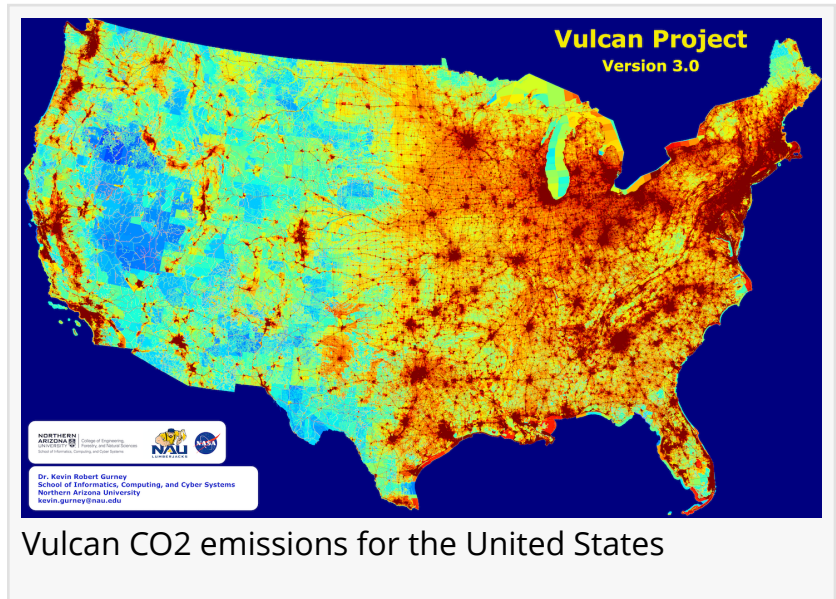 Vulcan Project
Version 3.0
NORTHERN
ARIZONA
UNIVERSITY
College of Engineering,
Forestry, and Natural Sciences
School of Informatics, Computing, and Cyber Systems
NAU
LUMBERJACKS
NASA
Dr. Kevin Robert Gurney
School of Informatics, Computing, and Cyber Systems
Northern Arizona University
kevin.gurney@nau.edu
Vulcan CO2 emissions for the United States